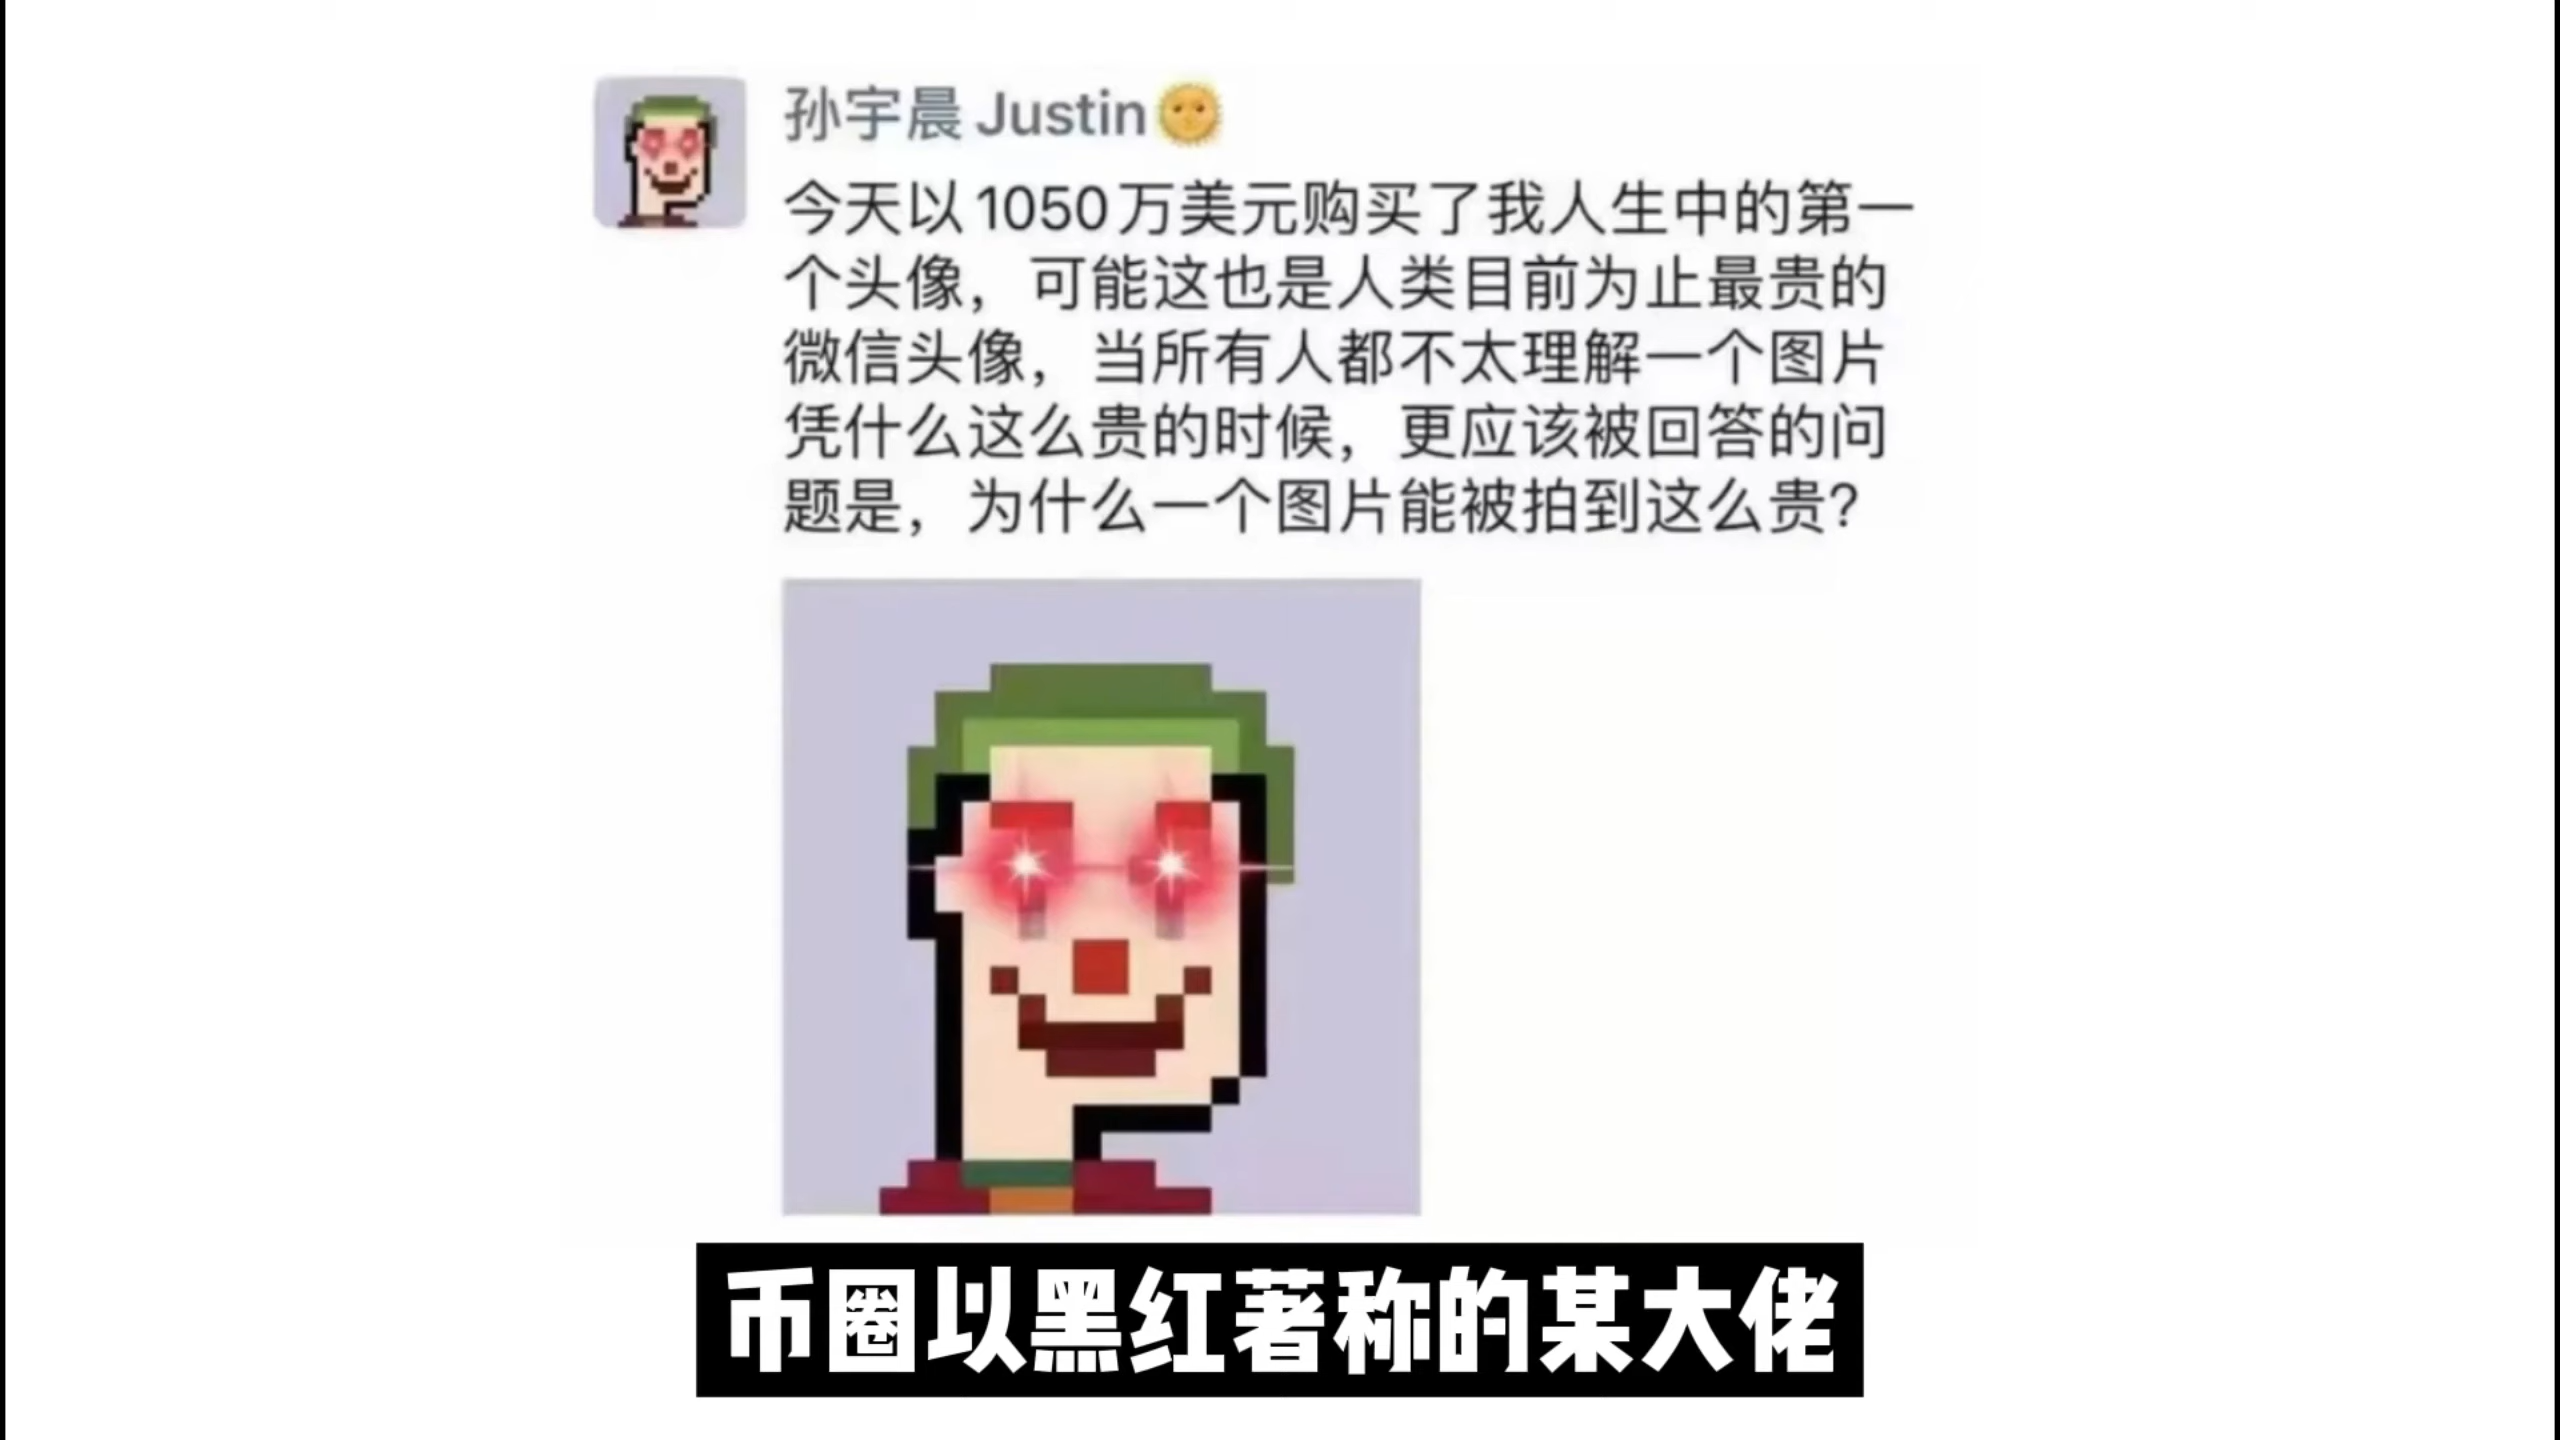 孙宇晨 Justin🌞
今天以1050万美元购买了我人生中的第一
个头像，可能这也是人类目前为止最贵的
微信头像，当所有人都不太理解一个图片
凭什么这么贵的时候，更应该被回答的问
题是，为什么一个图片能被拍到这么贵？
币圈以黑红著称的某大佬